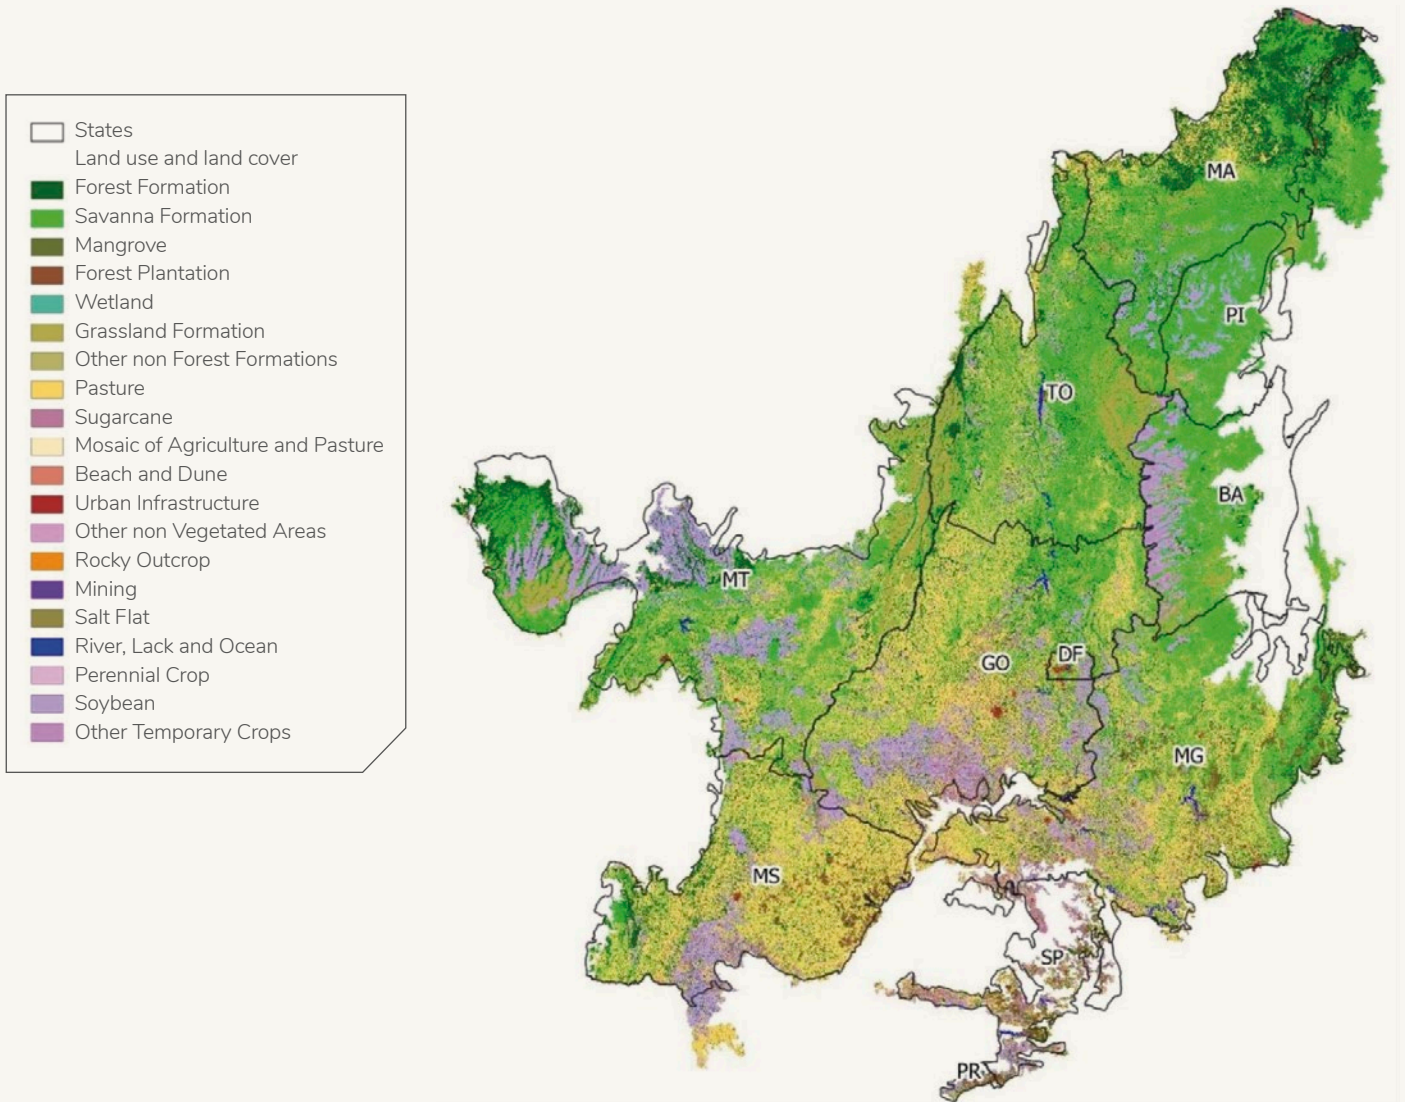 States
Land use and land cover
Forest Formation
Savanna Formation
Mangrove
Forest Plantation
Wetland
Grassland Formation
Other non Forest Formations
Pasture
Sugarcane
Mosaic of Agriculture and Pasture
Beach and Dune
Urban Infrastructure
Other non Vegetated Areas
Rocky Outcrop
Mining
Salt Flat
River, Lack and Ocean
Perennial Crop
Soybean
Other Temporary Crops
MA
PI
TO
BA
MT
GO
DF
MG
MS
SP
PR